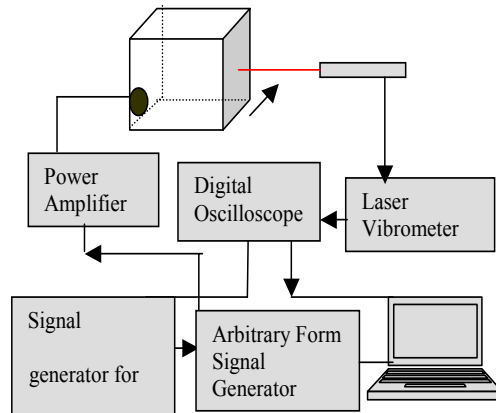 Power
Amplifier
Digital
Oscilloscope
Laser
Vibrometer
Signal
generator for
Arbitrary Form
Signal
Generator